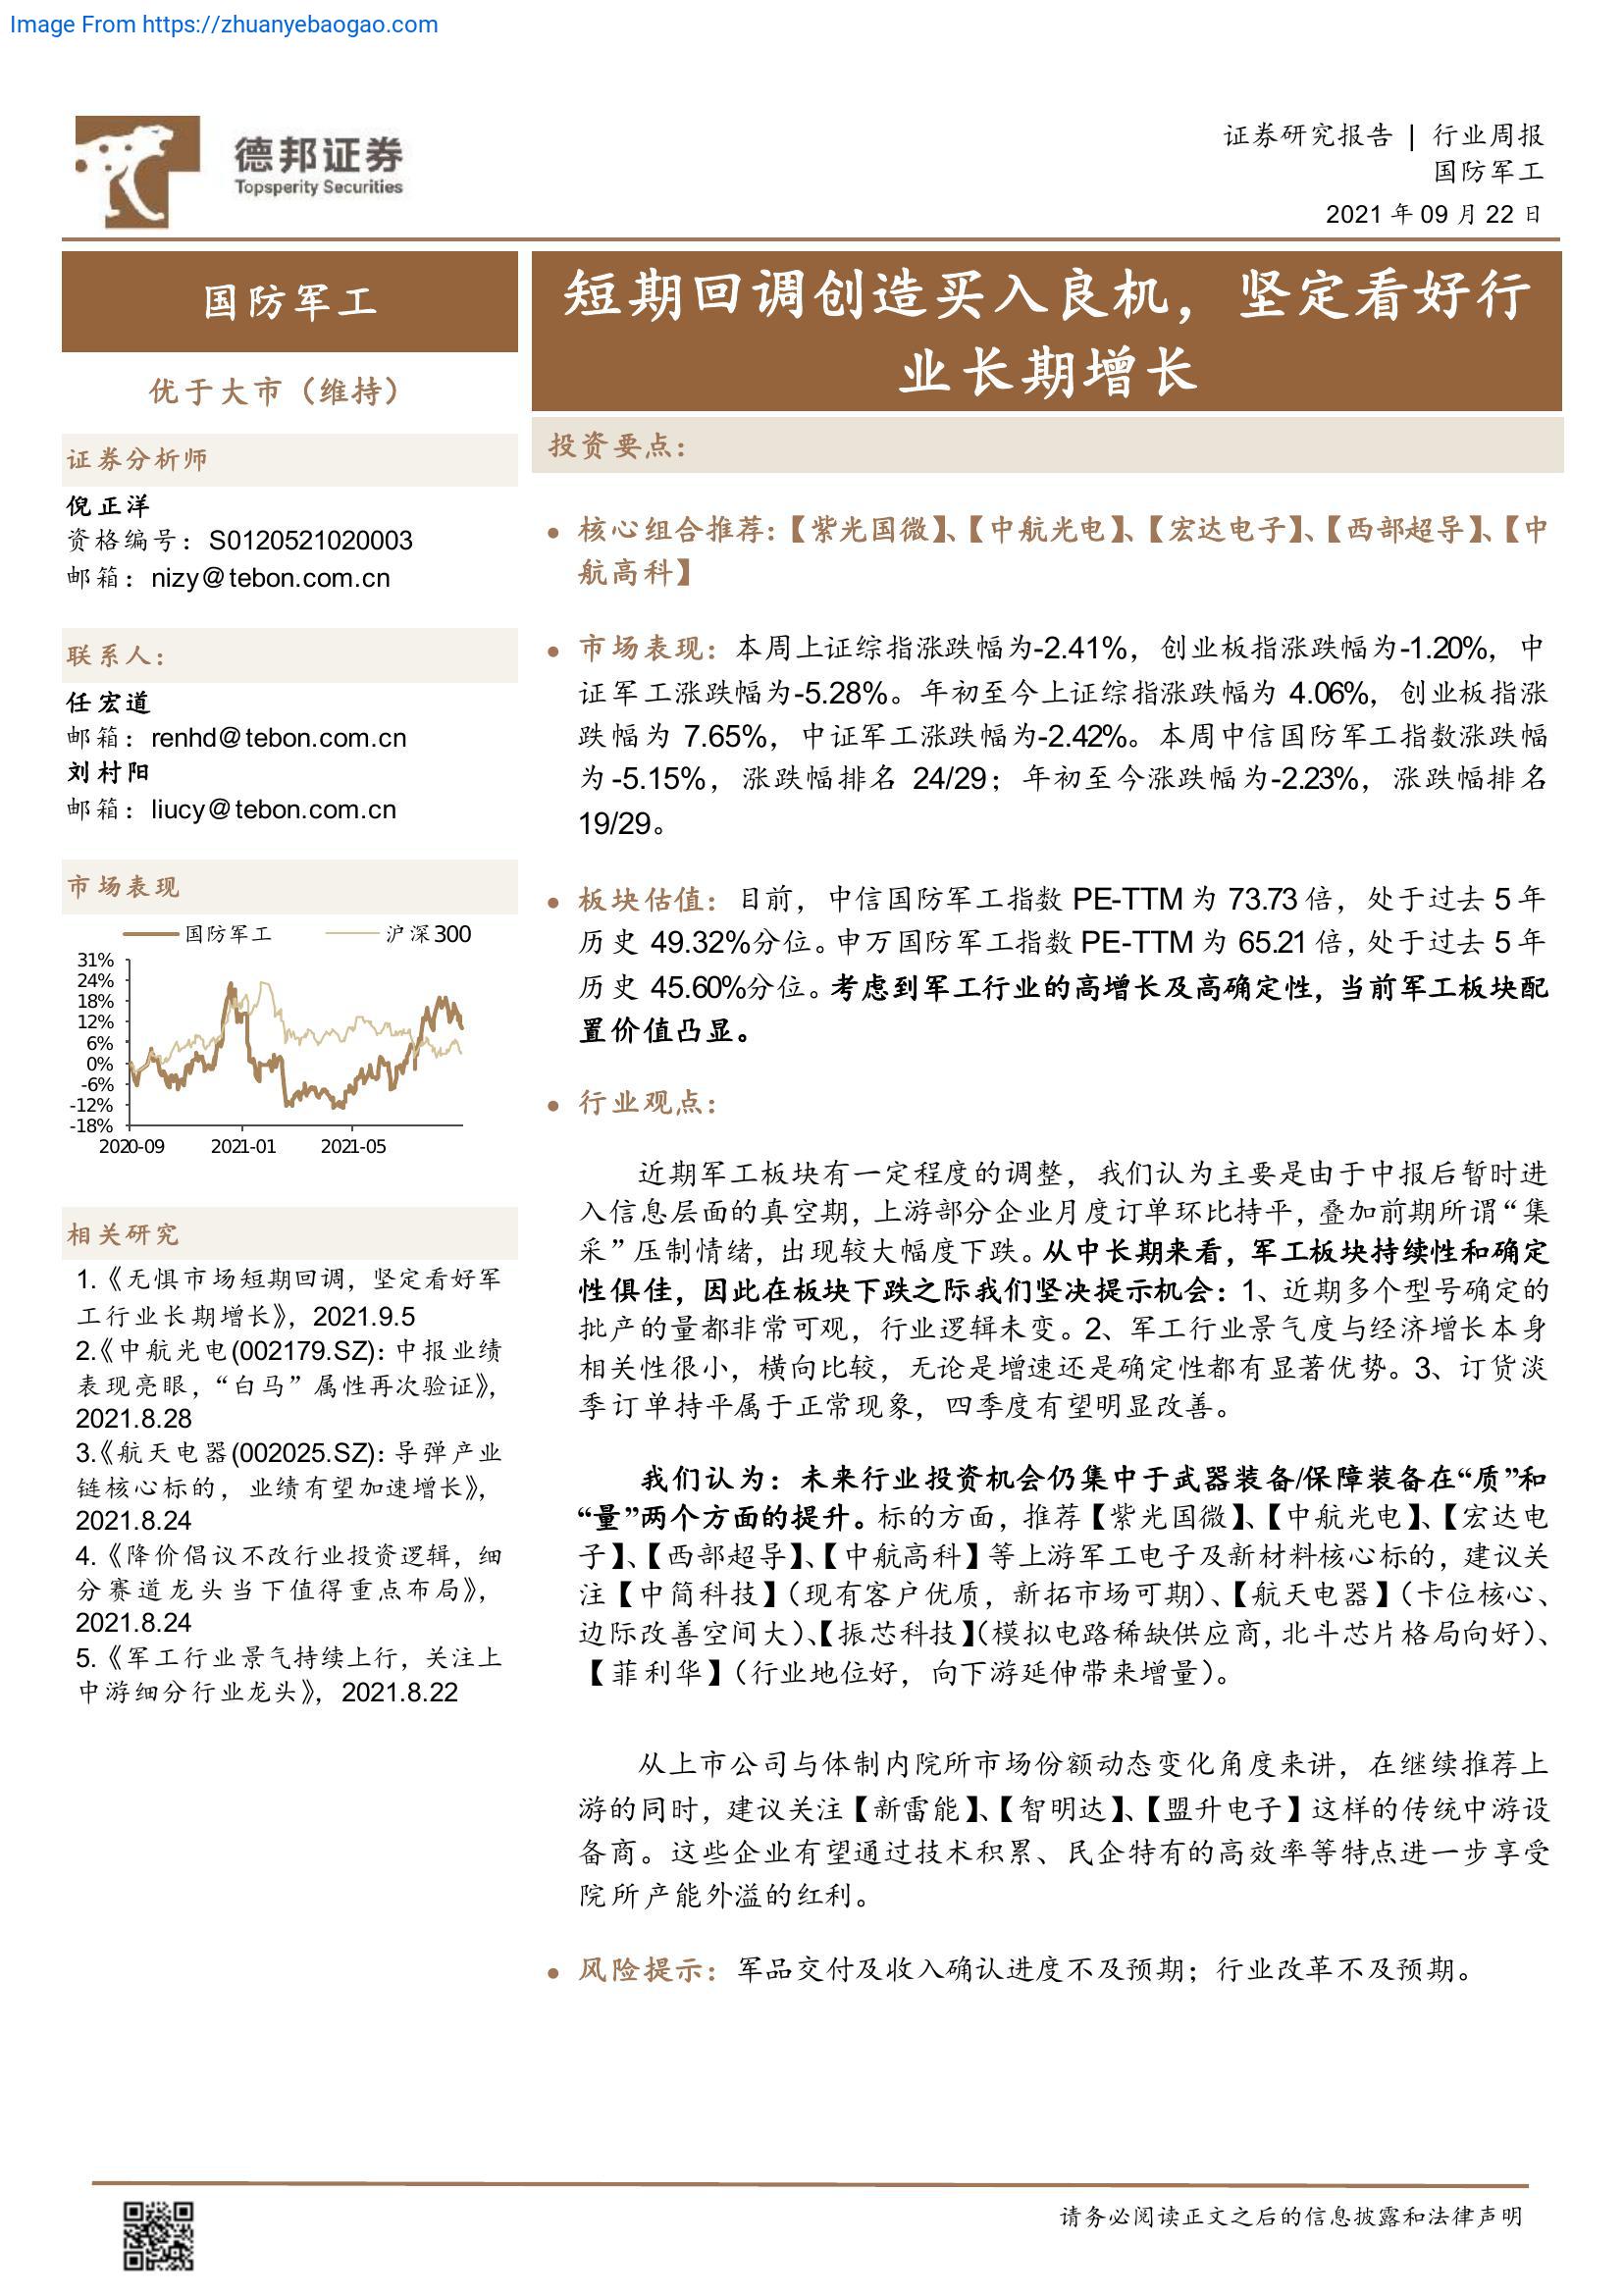 Image From https://zhuanyebaogao.com
德邦证券
Topsperity Securities
证券研究报告 | 行业周报
国防军工
2021 年 09 月 22 日
国防军工
优于大市（维持）
证券分析师
倪正洋
资格编号：S0120521020003
邮箱：nizy@tebon.com.cn
联系人：
任宏道
邮箱：renhd@tebon.com.cn
刘村阳
邮箱：liucy@tebon.com.cn
市场表现
国防军工 沪深300
31%
24%
18%
12%
6%
0%
-6%
-12%
-18%
2020-09 2021-01 2021-05
相关研究
1.《无惧市场短期回调，坚定看好军
工行业长期增长》，2021.9.5
2.《中航光电(002179.SZ)：中报业绩
表现亮眼，“白马”属性再次验证》，
2021.8.28
3.《航天电器(002025.SZ)：导弹产业
链核心标的，业绩有望加速增长》，
2021.8.24
4.《降价倡议不改行业投资逻辑，细
分赛道龙头当下值得重点布局》，
2021.8.24
5.《军工行业景气持续上行，关注上
中游细分行业龙头》，2021.8.22
短期回调创造买入良机，坚定看好行
业长期增长
投资要点：
● 核心组合推荐：【紫光国微】、【中航光电】、【宏达电子】、【西部超导】、【中
航高科】
● 市场表现：本周上证综指涨跌幅为-2.41%，创业板指涨跌幅为-1.20%，中
证军工涨跌幅为-5.28%。年初至今上证综指涨跌幅为 4.06%，创业板指涨
跌幅为 7.65%，中证军工涨跌幅为-2.42%。本周中信国防军工指数涨跌幅
为-5.15%，涨跌幅排名 24/29；年初至今涨跌幅为-2.23%，涨跌幅排名
19/29。
● 板块估值：目前，中信国防军工指数 PE-TTM 为 73.73 倍，处于过去 5 年
历史 49.32%分位。申万国防军工指数 PE-TTM 为 65.21 倍，处于过去 5 年
历史 45.60%分位。考虑到军工行业的高增长及高确定性，当前军工板块配
置价值凸显。
● 行业观点：
近期军工板块有一定程度的调整，我们认为主要是由于中报后暂时进
入信息层面的真空期，上游部分企业月度订单环比持平，叠加前期所谓“集
采”压制情绪，出现较大幅度下跌。从中长期来看，军工板块持续性和确定
性俱佳，因此在板块下跌之际我们坚决提示机会：1、近期多个型号确定的
批产的量都非常可观，行业逻辑未变。2、军工行业景气度与经济增长本身
相关性很小，横向比较，无论是增速还是确定性都有显著优势。3、订货淡
季订单持平属于正常现象，四季度有望明显改善。
我们认为：未来行业投资机会仍集中于武器装备/保障装备在“质”和
“量”两个方面的提升。标的方面，推荐【紫光国微】、【中航光电】、【宏达电
子】、【西部超导】、【中航高科】等上游军工电子及新材料核心标的，建议关
注【中简科技】（现有客户优质，新拓市场可期）、【航天电器】（卡位核心、
边际改善空间大）、【振芯科技】（模拟电路稀缺供应商，北斗芯片格局向好）、
【菲利华】（行业地位好，向下游延伸带来增量）。
从上市公司与体制内院所市场份额动态变化角度来讲，在继续推荐上
游的同时，建议关注【新雷能】、【智明达】、【盟升电子】这样的传统中游设
备商。这些企业有望通过技术积累、民企特有的高效率等特点进一步享受
院所产能外溢的红利。
● 风险提示：军品交付及收入确认进度不及预期；行业改革不及预期。
请务必阅读正文之后的信息披露和法律声明